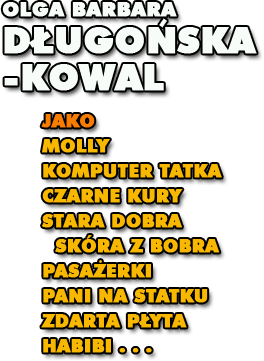 OLGA BARBARA
DŁUGOŃSKA
-KOWAL
JAKO
MOLLY
KOMPUTER TATKA
CZARNE KURY
STARA DOBRA
SKÓRA Z BOBRA
PASAŻERKI
PANI NA STATKU
ZDARTA PŁYTA
HABIBI . . .